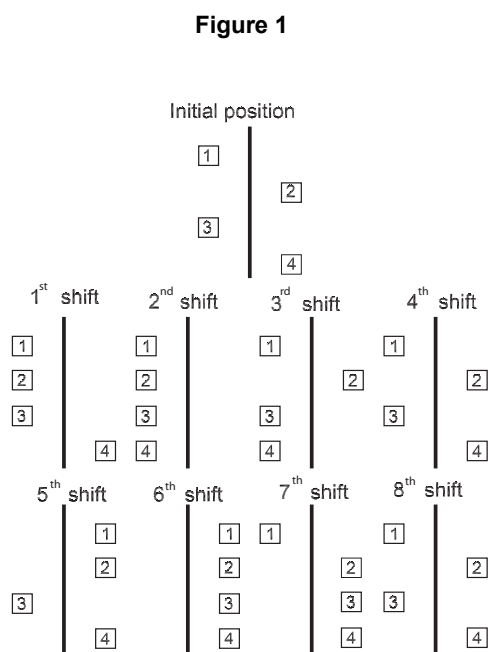 Figure 1
Initial position
1
2
3
4
1st shift 2nd shift 3rd shift 4th shift
1 1 1 1
2 2 2 2
3 3 3 3
4 4 4 4
5th shift 6th shift 7th shift 8th shift
1 1 1 1
2 2 2 2
3 3 3 3
4 4 4 4